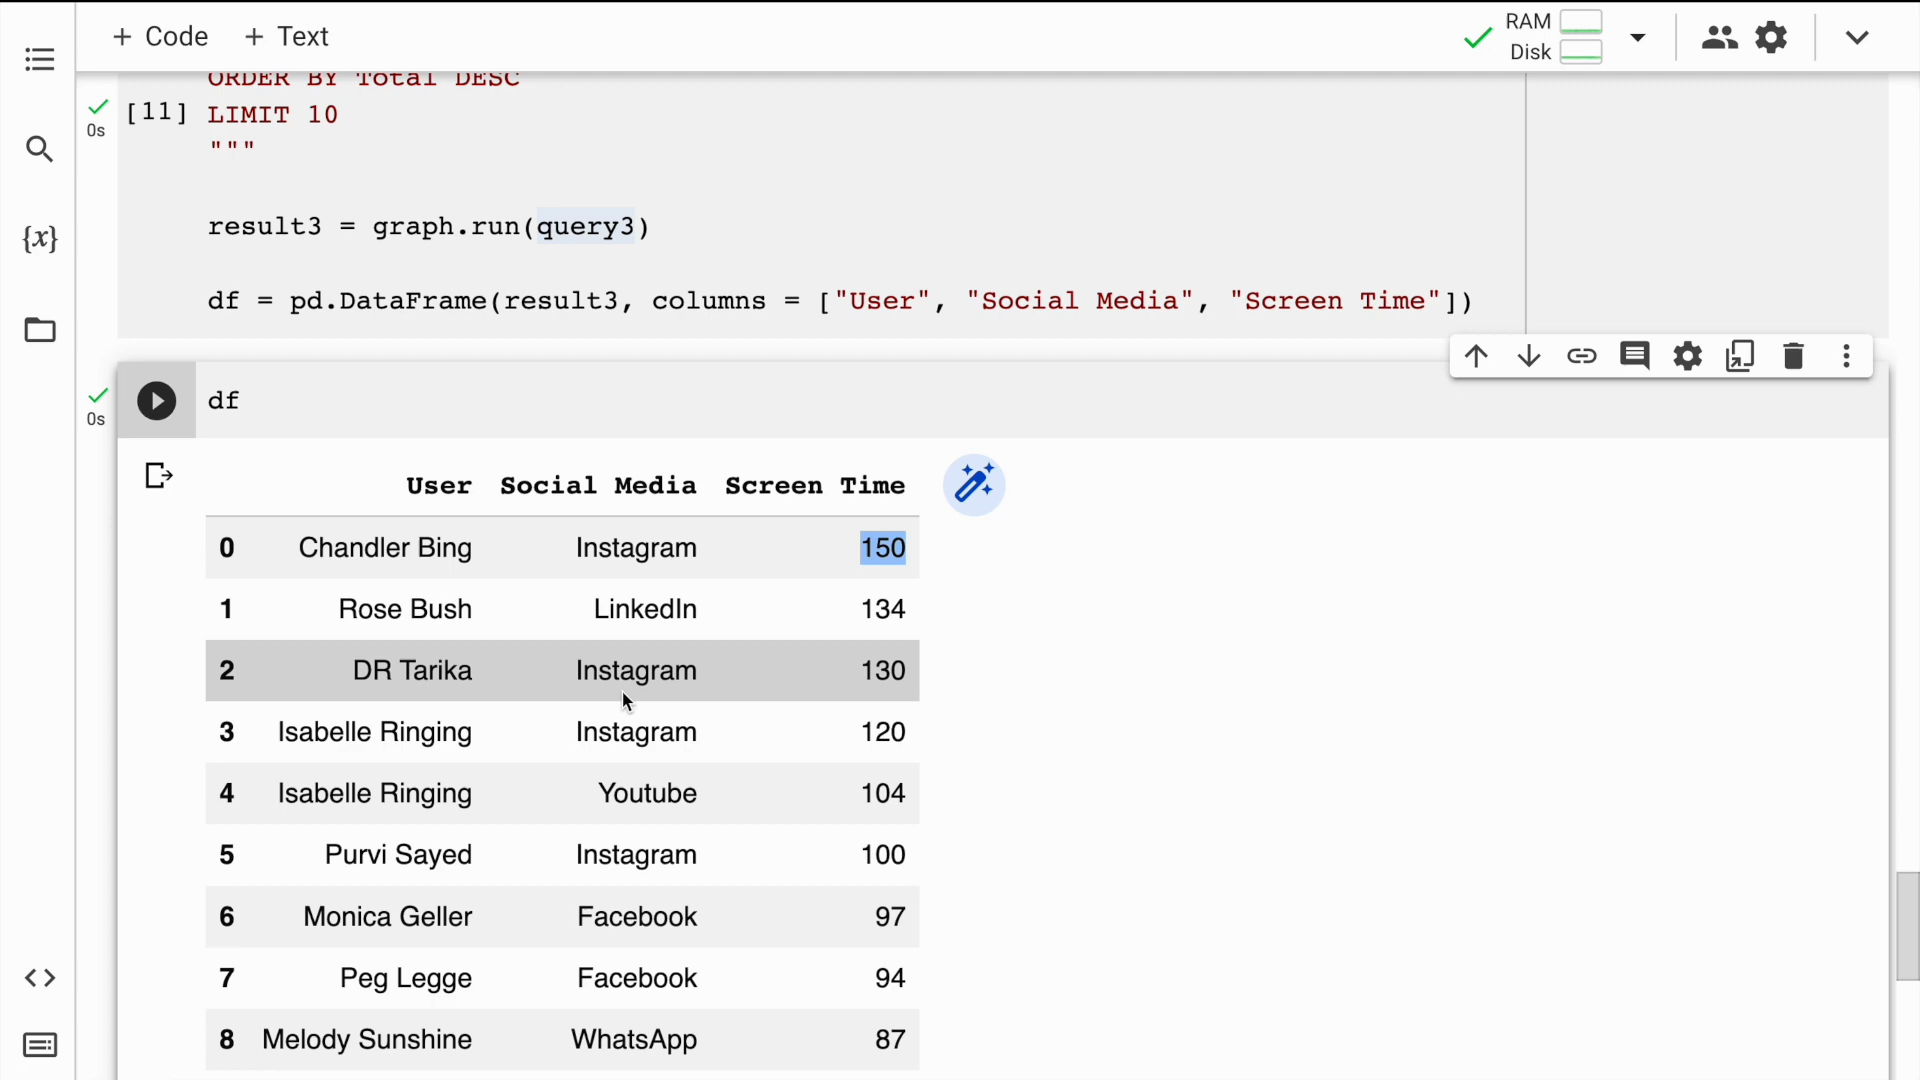 + Code + Text
RAM
Disk
ORDER BY Total DESC
[11] LIMIT 10
0s
"""
{x}
result3 = graph.run(query3)
df = pd.DataFrame(result3, columns = ["User", "Social Media", "Screen Time"])
df
0s
User Social Media Screen Time
0 Chandler Bing Instagram 150
1 Rose Bush LinkedIn 134
2 DR Tarika Instagram 130
3 Isabelle Ringing Instagram 120
4 Isabelle Ringing Youtube 104
5 Purvi Sayed Instagram 100
6 Monica Geller Facebook 97
7 Peg Legge Facebook 94
8 Melody Sunshine WhatsApp 87